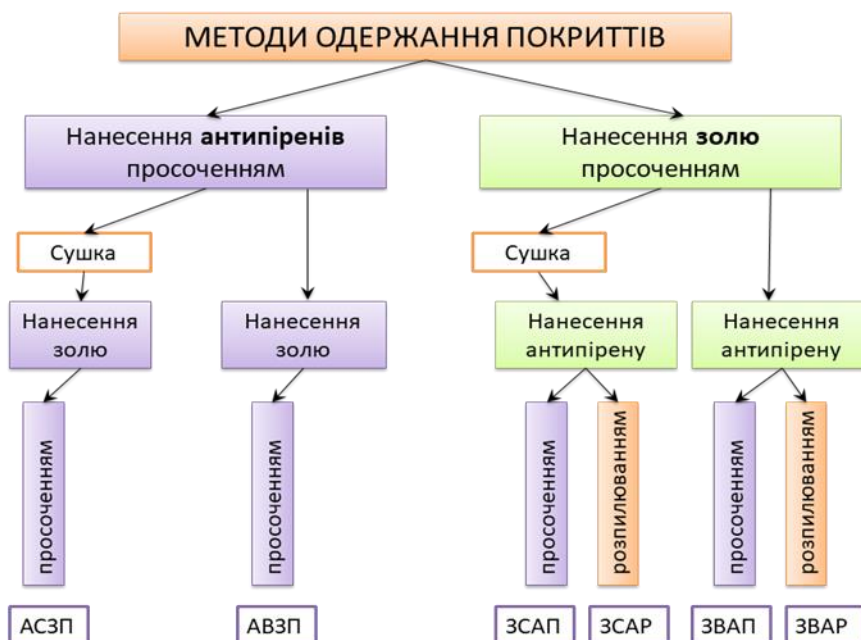 МЕТОДИ ОДЕРЖАННЯ ПОКРИТТІВ
Нанесення антипіренів
просоченням
Нанесення золю
просоченням
Сушка
Сушка
Нанесення
золю
Нанесення
золю
Нанесення
антипірену
Нанесення
антипірену
просоченням
просоченням
просоченням
розпилюванням
просоченням
розпилюванням
АСЗП
АВЗП
ЗСАП
ЗСАР
ЗВАП
ЗВАР